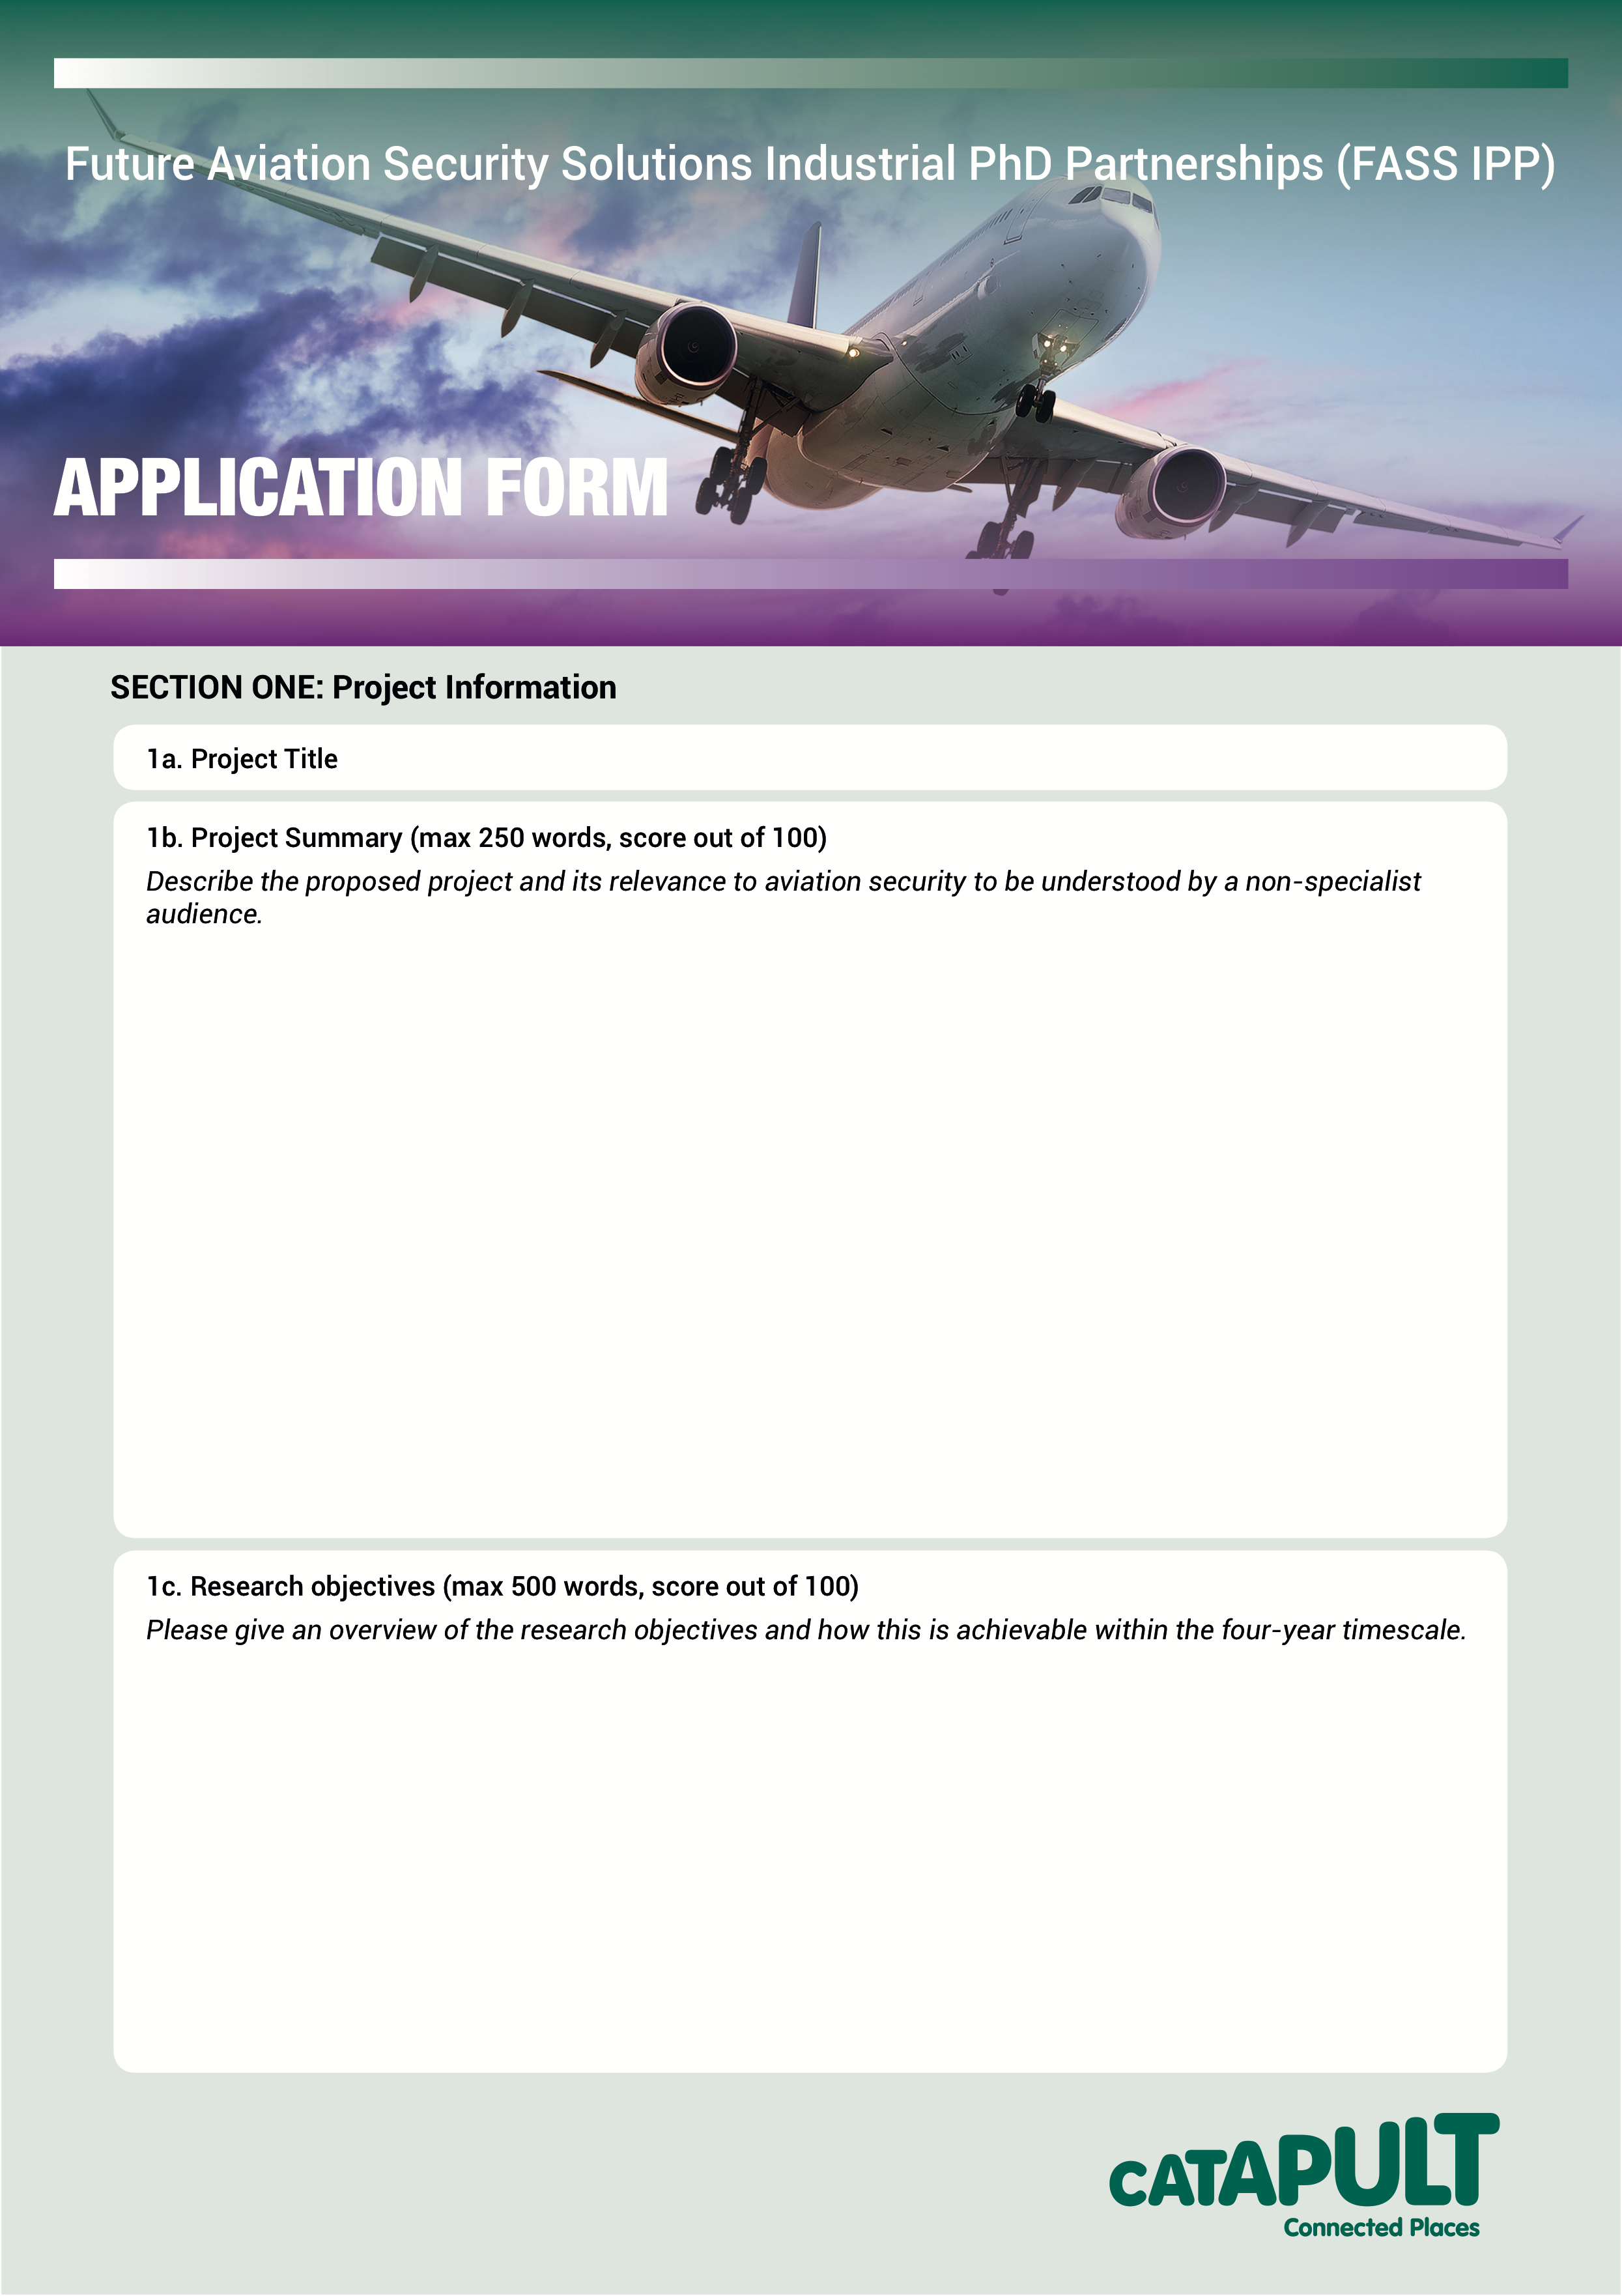 Future Aviation Security Solutions Industrial PhD Partnerships (FASS IPP)
APPLICATION FORM
SECTION ONE: Project Information
1a. Project Title
1b. Project Summary (max 250 words, score out of 100)
Describe the proposed project and its relevance to aviation security to be understood by a non-specialist
audience.
1c. Research objectives (max 500 words, score out of 100)
Please give an overview of the research objectives and how this is achievable within the four-year timescale.
CATAPULT
Connected Places